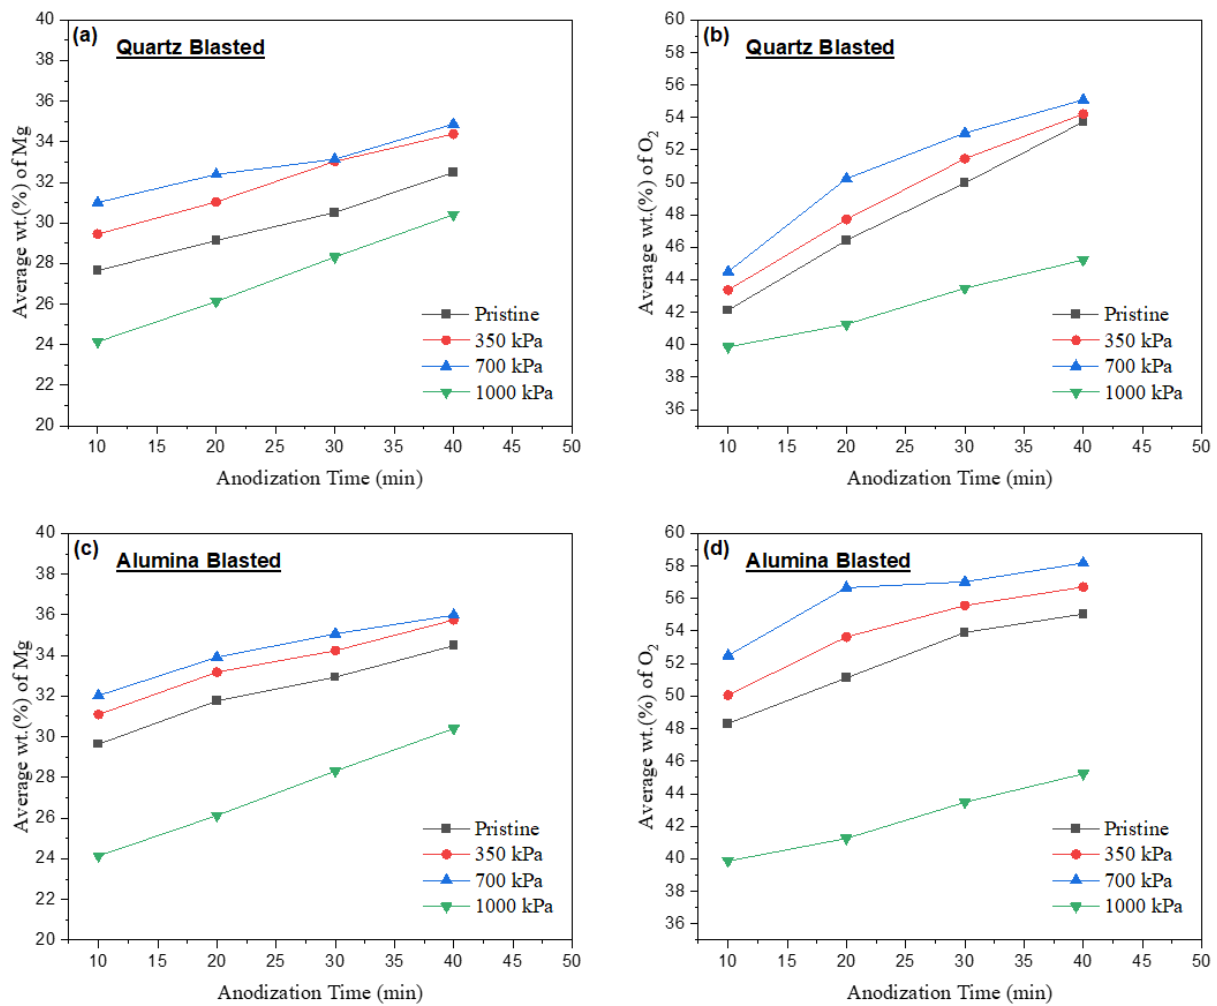 (a) Quartz Blasted
Average wt.(%) of Mg
40
38
36
34
32
30
28
26
24
22
20
Pristine
350 kPa
700 kPa
1000 kPa
10 15 20 25 30 35 40 45 50
Anodization Time (min)
(b) Quartz Blasted
Average wt.(%) of O₂
60
58
56
54
52
50
48
46
44
42
40
38
36
Pristine
350 kPa
700 kPa
1000 kPa
10 15 20 25 30 35 40 45 50
Anodization Time (min)
(c) Alumina Blasted
Average wt.(%) of Mg
40
38
36
34
32
30
28
26
24
22
20
Pristine
350 kPa
700 kPa
1000 kPa
10 15 20 25 30 35 40 45 50
Anodization Time (min)
(d) Alumina Blasted
Average wt.(%) of O₂
60
58
56
54
52
50
48
46
44
42
40
38
36
Pristine
350 kPa
700 kPa
1000 kPa
10 15 20 25 30 35 40 45 50
Anodization Time (min)